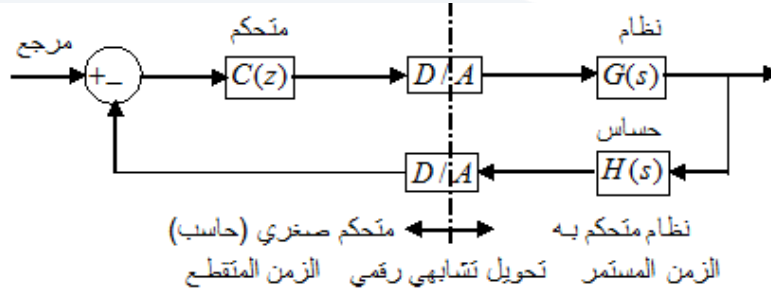 متحكم
نظام
مرجع
+−
C(z)
D / A
G(s)
حساس
D / A
H(s)
متحكم صغري (حاسب)
نظام متحكم به
الزمن المتقطع
تحويل تشابهي رقمي
الزمن المستمر